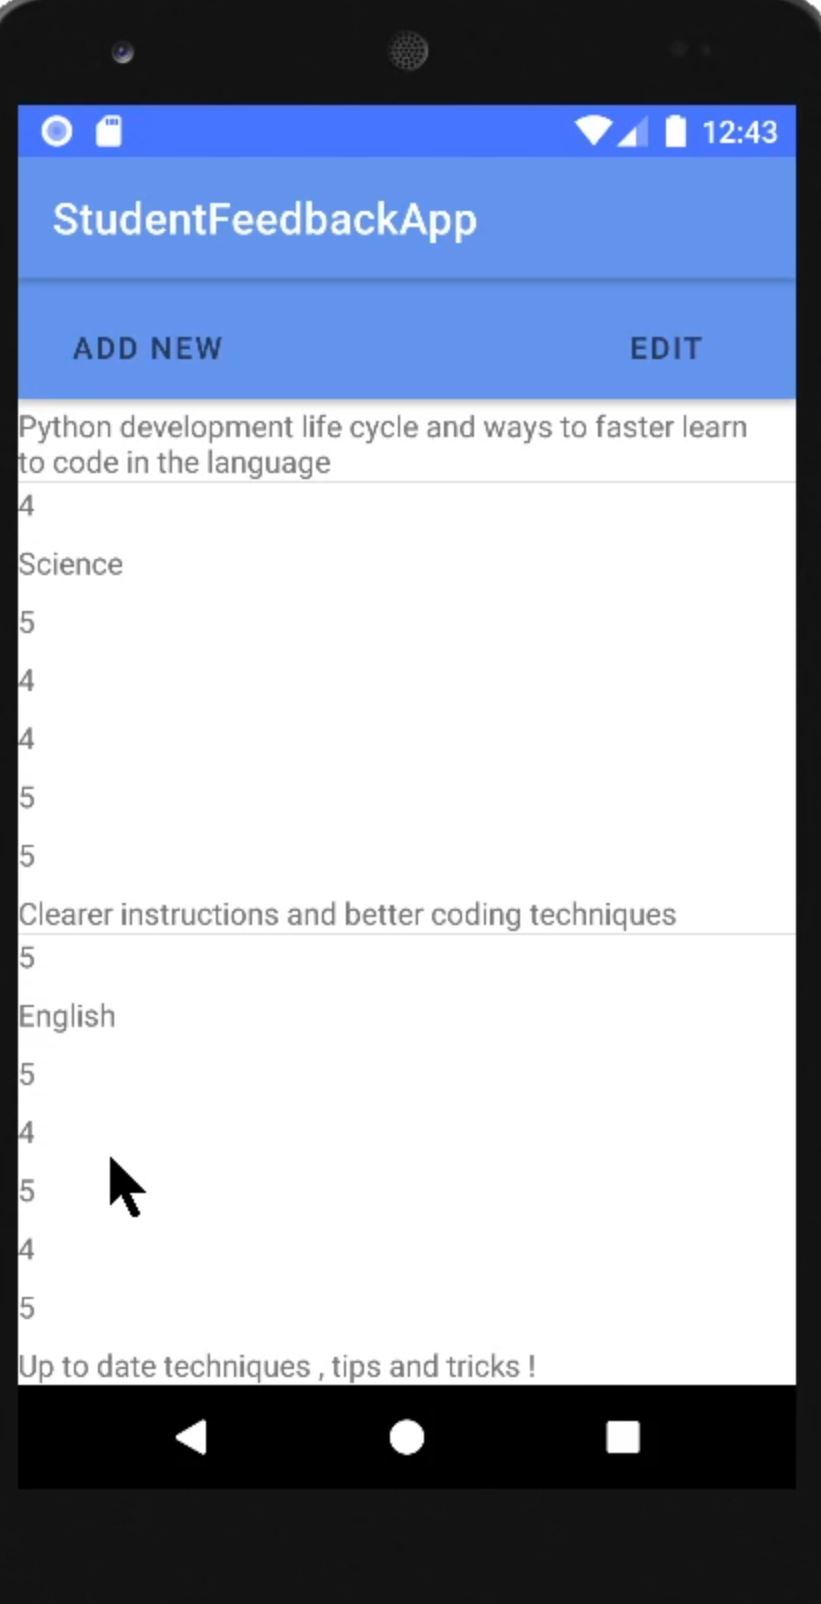 12:43
StudentFeedbackApp
ADD NEW EDIT
Python development life cycle and ways to faster learn
to code in the language
4
Science
5
4
4
5
5
Clearer instructions and better coding techniques
5
English
5
4
5
4
5
Up to date techniques , tips and tricks !